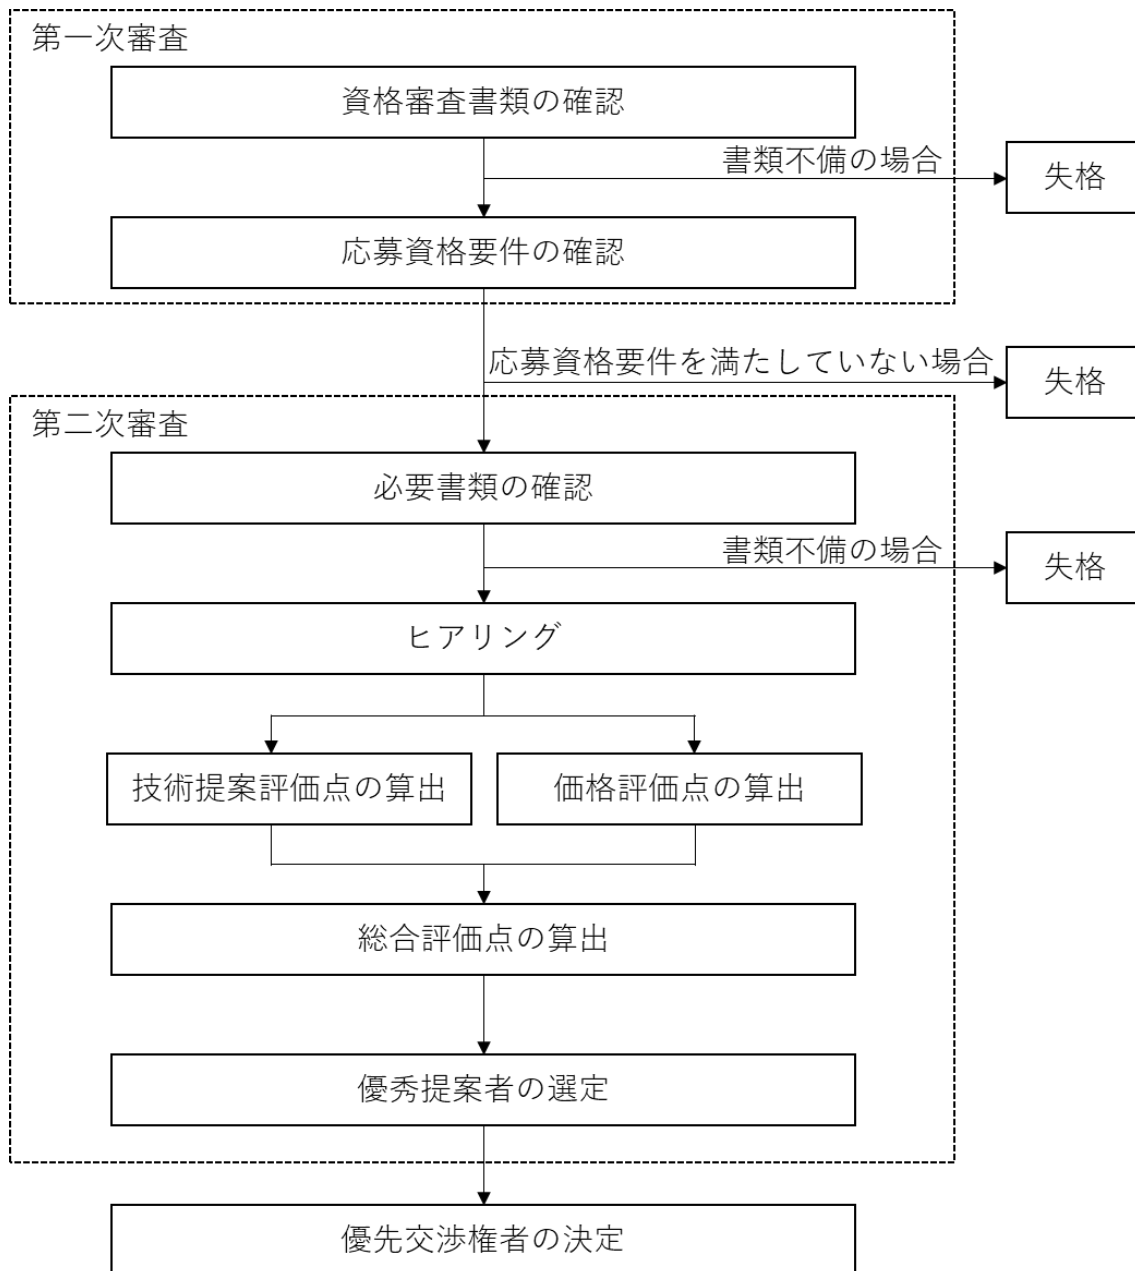 第一次審査
資格審査書類の確認
書類不備の場合
失格
応募資格要件の確認
応募資格要件を満たしていない場合
失格
第二次審査
必要書類の確認
書類不備の場合
失格
ヒアリング
技術提案評価点の算出
価格評価点の算出
総合評価点の算出
優秀提案者の選定
優先交渉権者の決定